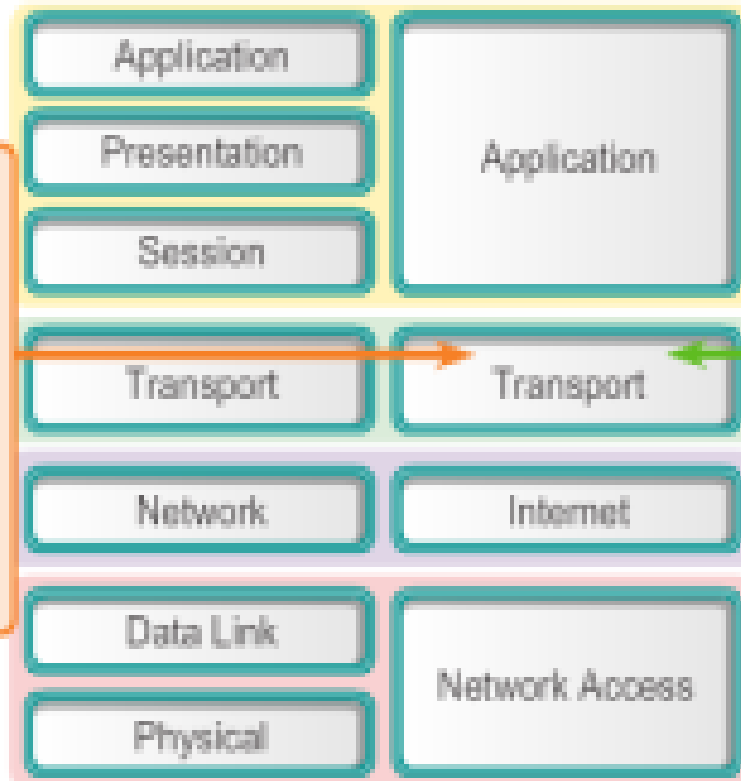 Application
Presentation
Session
Application
Transport
Transport
Network
Internet
Data Link
Physical
Network Access